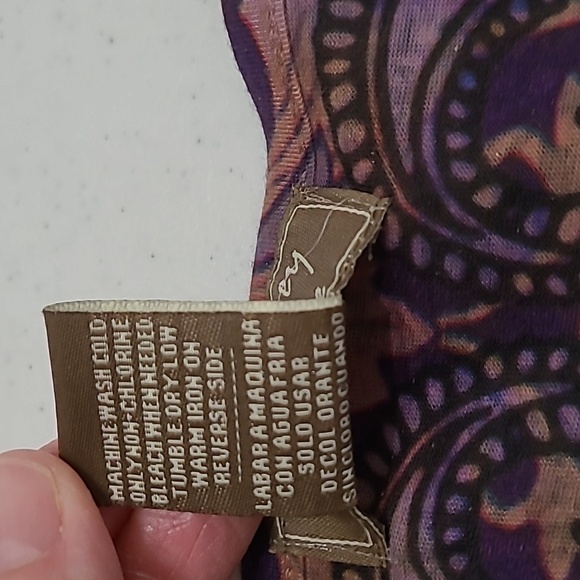 MACHINE WASH COLD
ONLY NON-CHLORINE
BLEACH WHEN NEED'D
TUMBLE DRY LOW
WARM IRON ON
REVERSE SIDE
LABAR A MAQUINA
CON AGUA FRIA
SOLO USAR
DECOLORANTE
SIN CLORO CUANDO